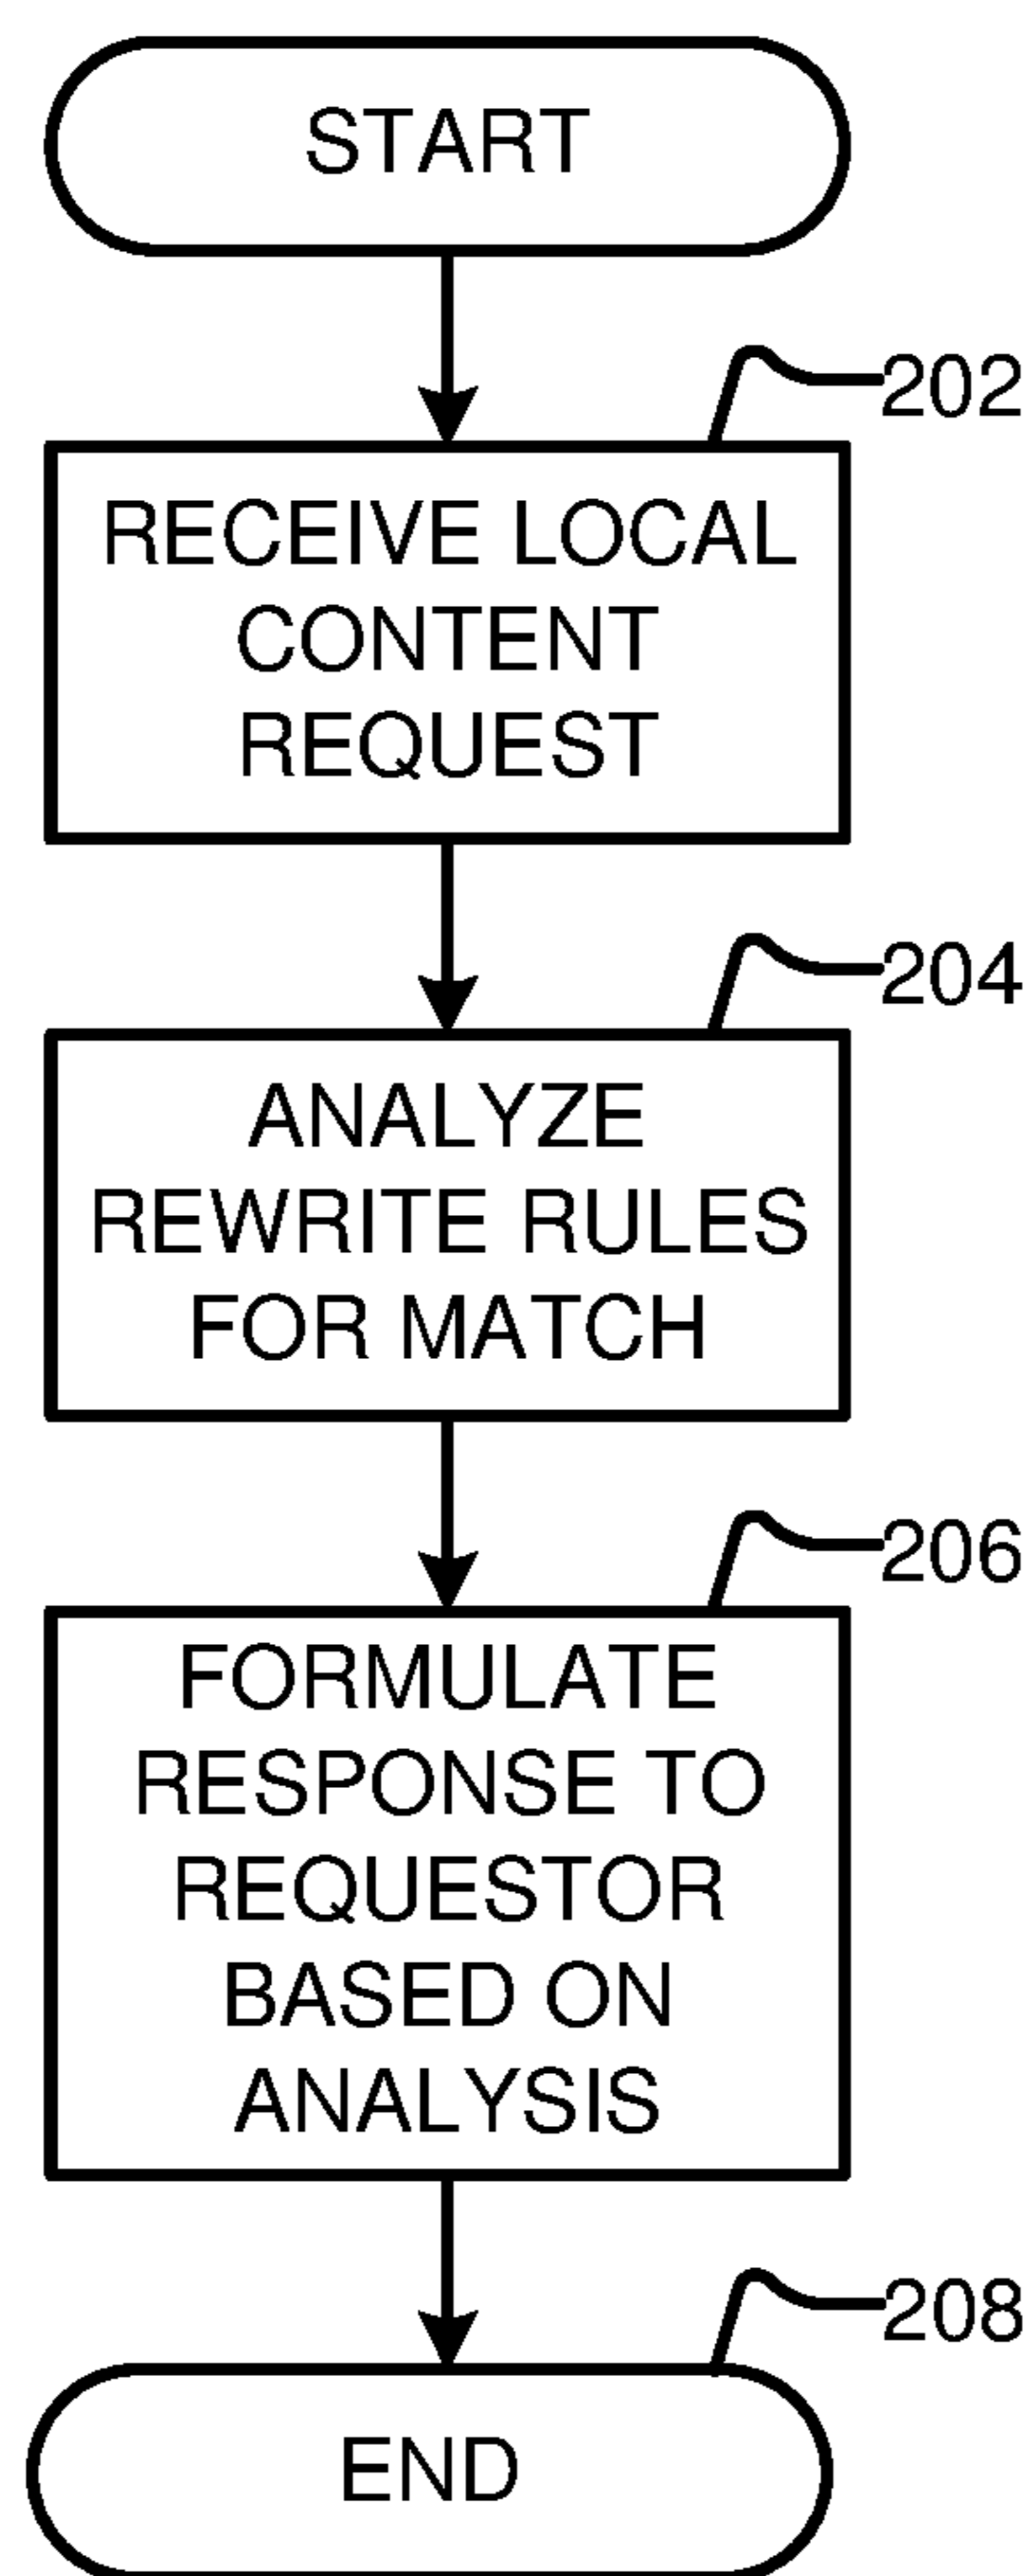 START
202
RECEIVE LOCAL
CONTENT
REQUEST
204
ANALYZE
REWRITE RULES
FOR MATCH
206
FORMULATE
RESPONSE TO
REQUESTOR
BASED ON
ANALYSIS
208
END